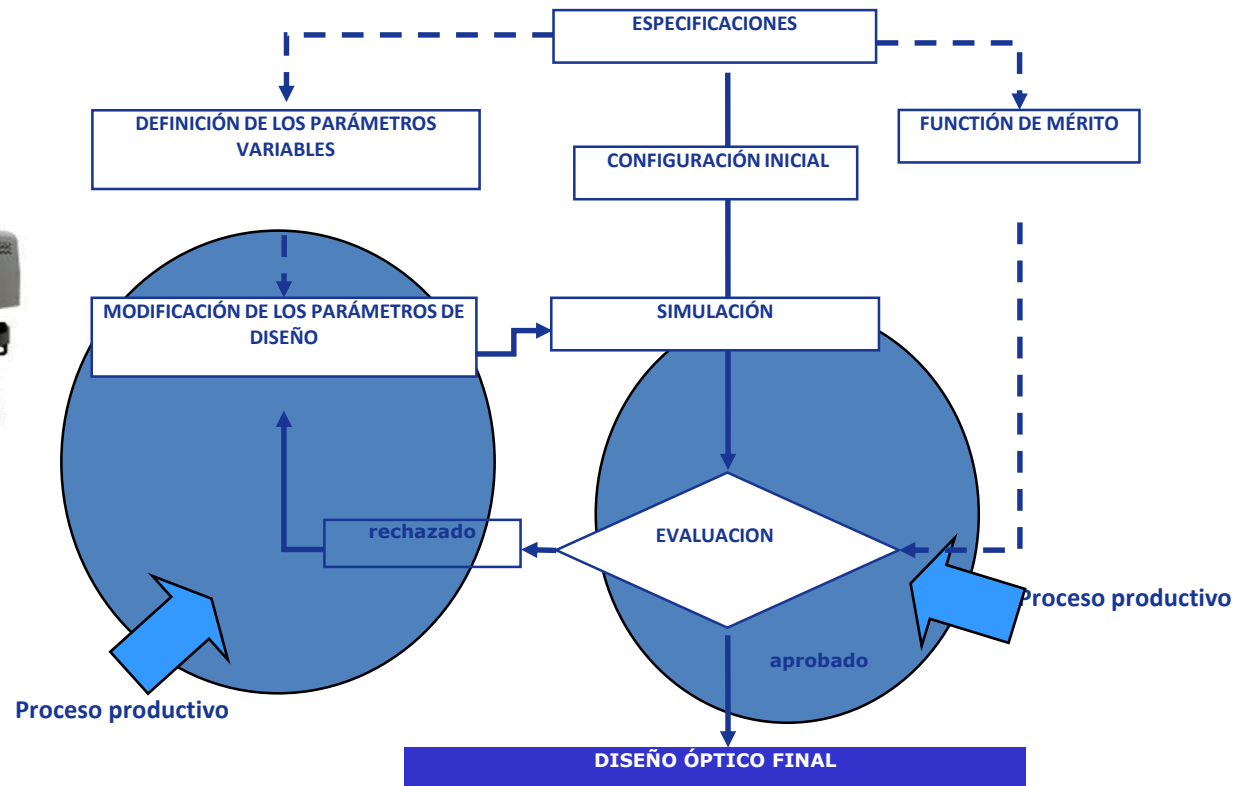 ESPECIFICACIONES
DEFINICIÓN DE LOS PARÁMETROS
VARIABLES
FUNCTIÓN DE MÉRITO
CONFIGURACIÓN INICIAL
MODIFICACIÓN DE LOS PARÁMETROS DE
DISEÑO
SIMULACIÓN
rechazado
EVALUACION
Proceso productivo
aprobado
Proceso productivo
DISEÑO ÓPTICO FINAL